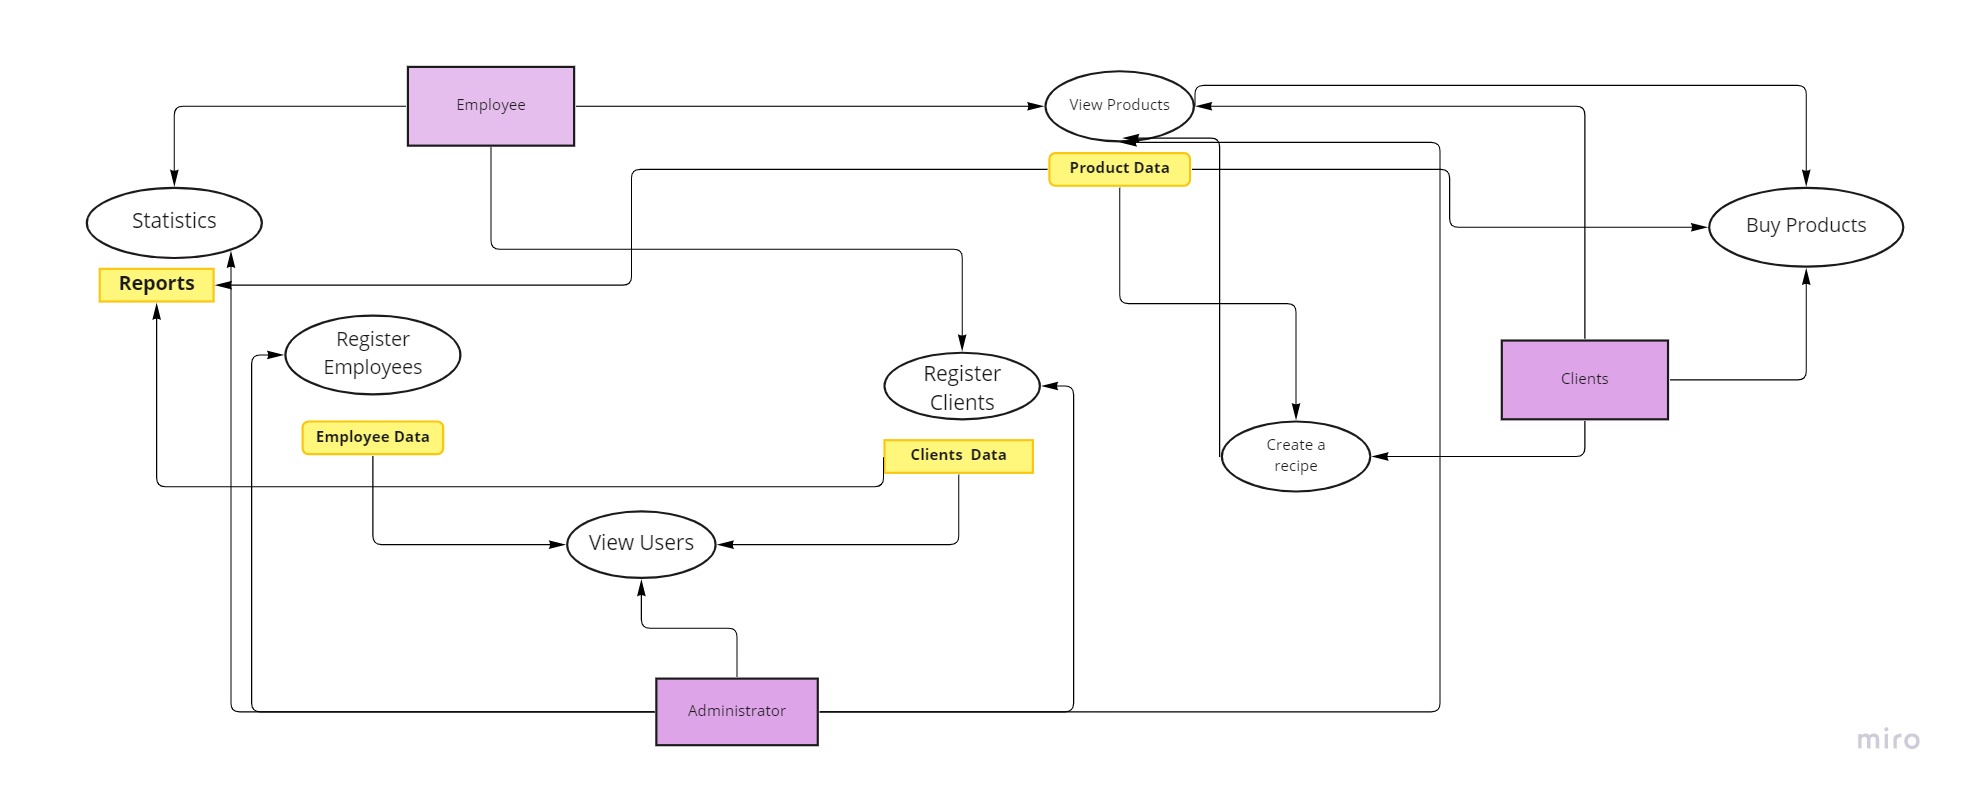 Employee
View Products
Product Data
Statistics
Buy Products
Reports
Register
Employees
Register
Clients
Clients
Employee Data
Clients  Data
Create a
recipe
View Users
Administrator
miro